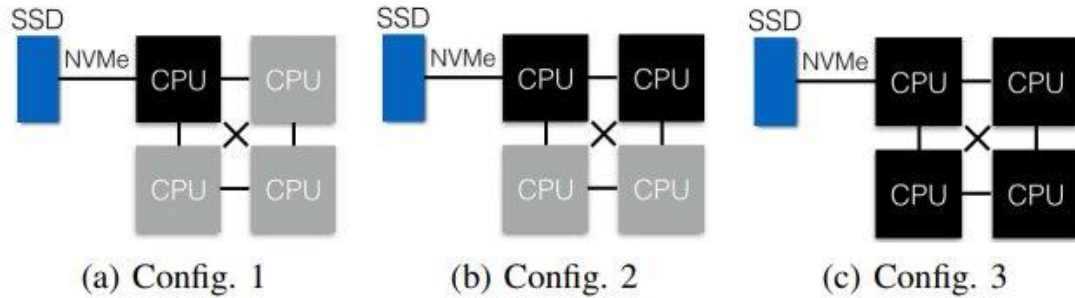 SSD
NVMe
CPU
CPU
CPU
CPU
(a) Config. 1
SSD
NVMe
CPU
CPU
CPU
CPU
(b) Config. 2
SSD
NVMe
CPU
CPU
CPU
CPU
(c) Config. 3